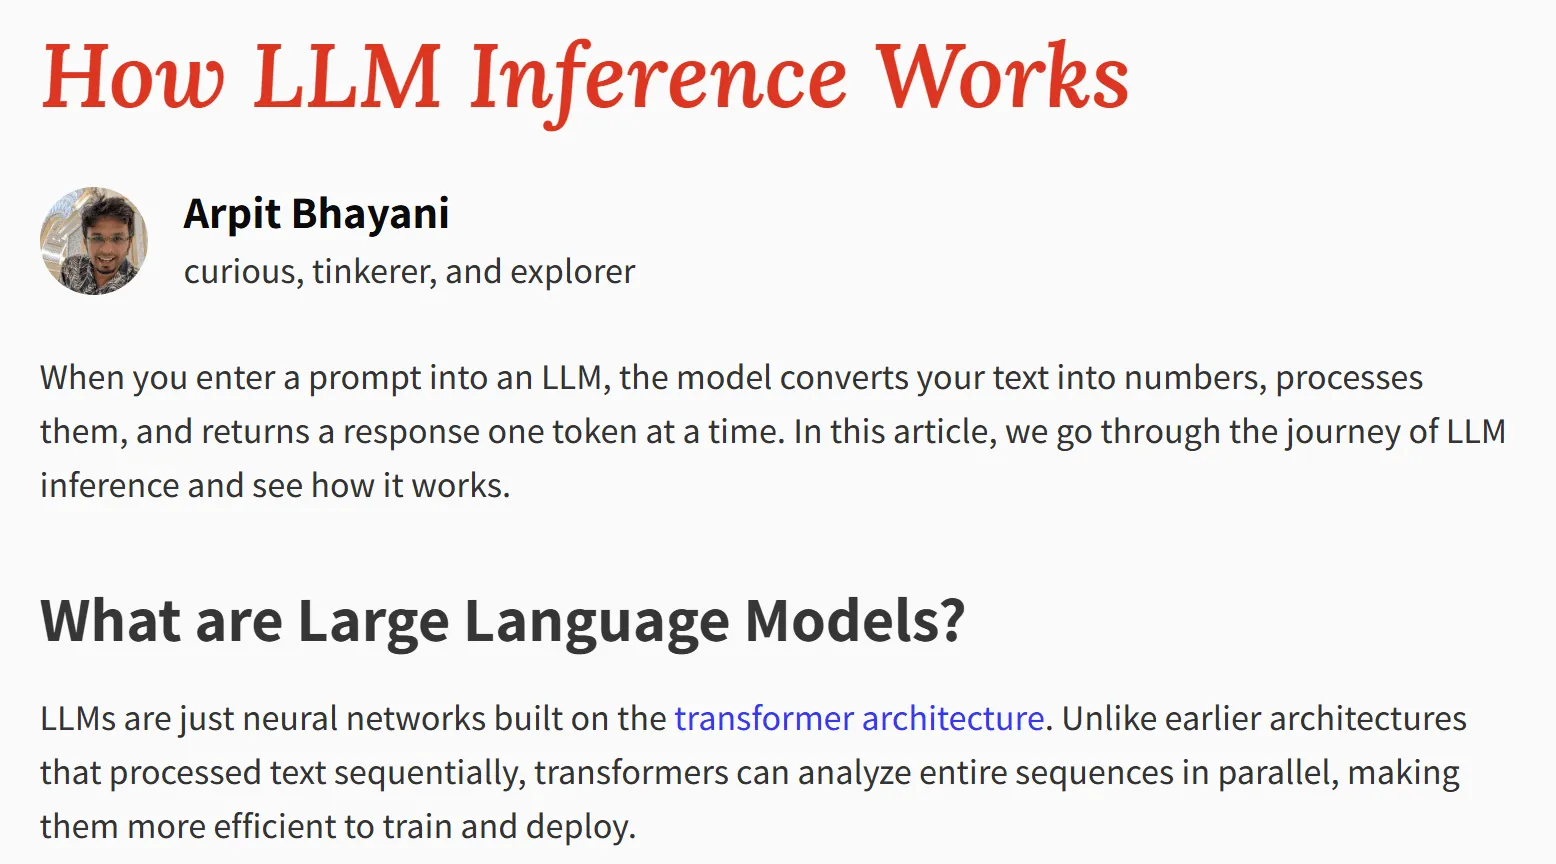 How LLM Inference Works
Arpit Bhayani
curious, tinkerer, and explorer
When you enter a prompt into an LLM, the model converts your text into numbers, processes
them, and returns a response one token at a time. In this article, we go through the journey of LLM
inference and see how it works.
What are Large Language Models?
LLMs are just neural networks built on the transformer architecture. Unlike earlier architectures
that processed text sequentially, transformers can analyze entire sequences in parallel, making
them more efficient to train and deploy.